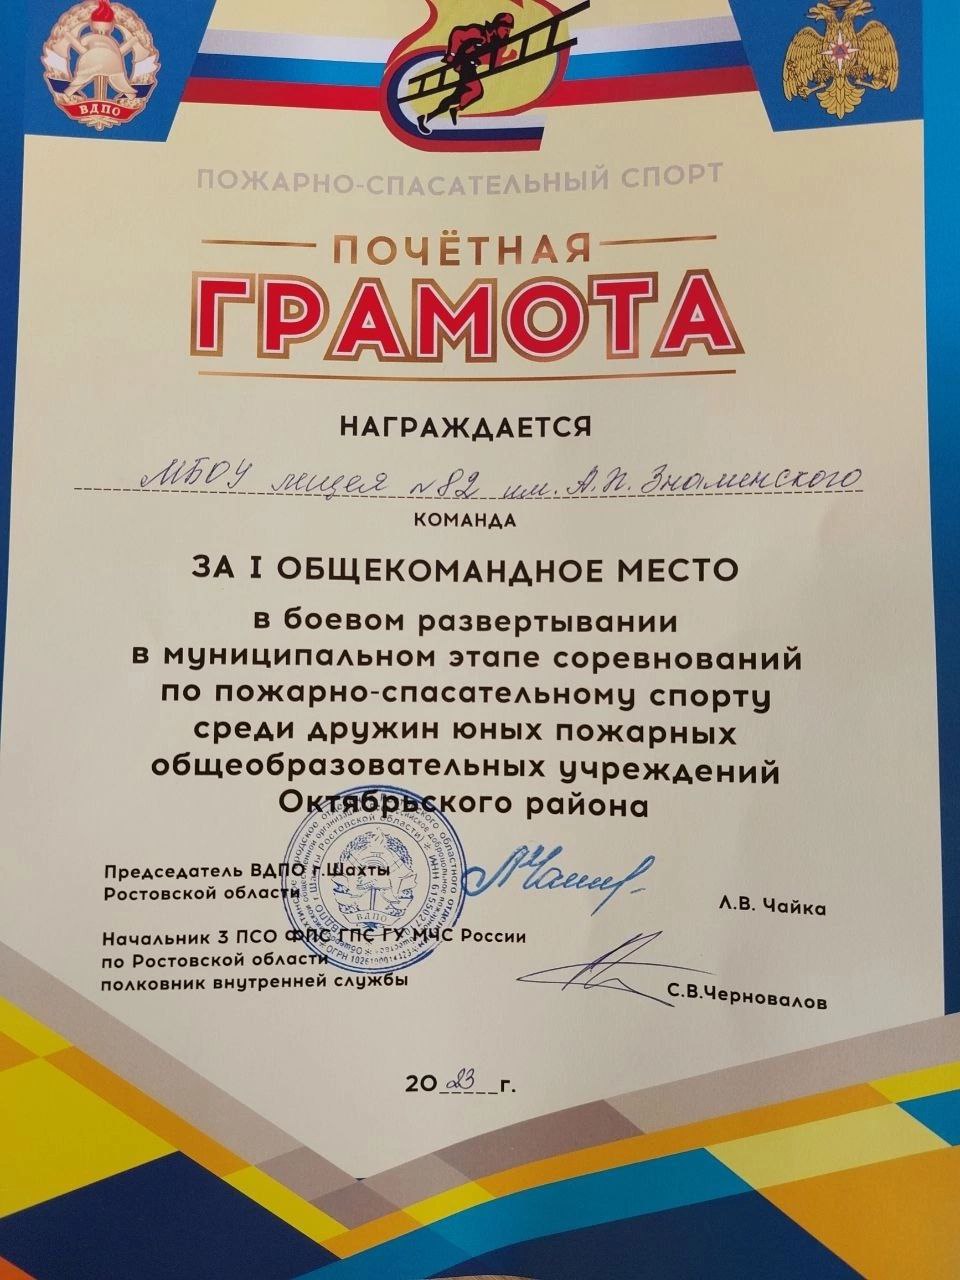 ВДПО
ПОЖАРНО-СПАСАТЕЛЬНЫЙ СПОРТ
ПОЧЁТНАЯ
ГРАМОТА
НАГРАЖДАЕТСЯ
МБОУ лицея №82 им. А.Н. Знаменского
КОМАНДА
ЗА I ОБЩЕКОМАНДНОЕ МЕСТО
в боевом развертывании
в муниципальном этапе соревнований
по пожарно-спасательному спорту
среди дружин юных пожарных
общеобразовательных учреждений
Октябрьского района
Председатель ВДПО г.Шахты
Ростовской области
Л.В. Чайка
Начальник 3 ПСО ФПС ГПС ГУ МЧС России
по Ростовской области
полковник внутренней службы
С.В.Черновалов
ВДПО
2023 г.